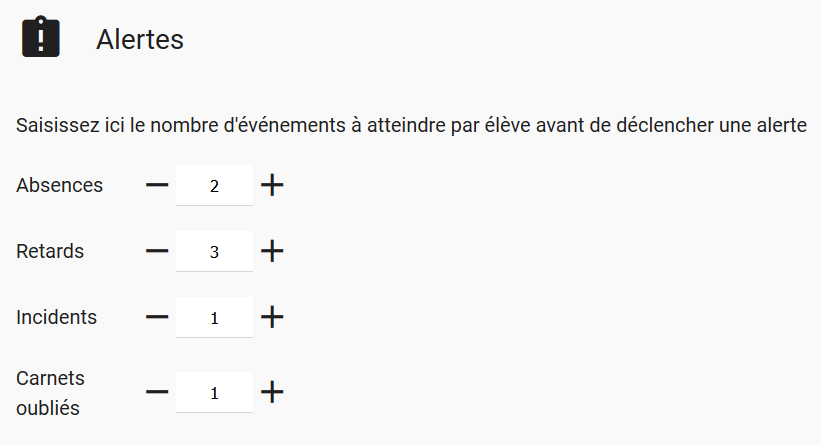 Alertes
Saisissez ici le nombre d'événements à atteindre par élève avant de déclencher une alerte
Absences − 2 +
Retards − 3 +
Incidents − 1 +
Carnets
oubliés − 1 +